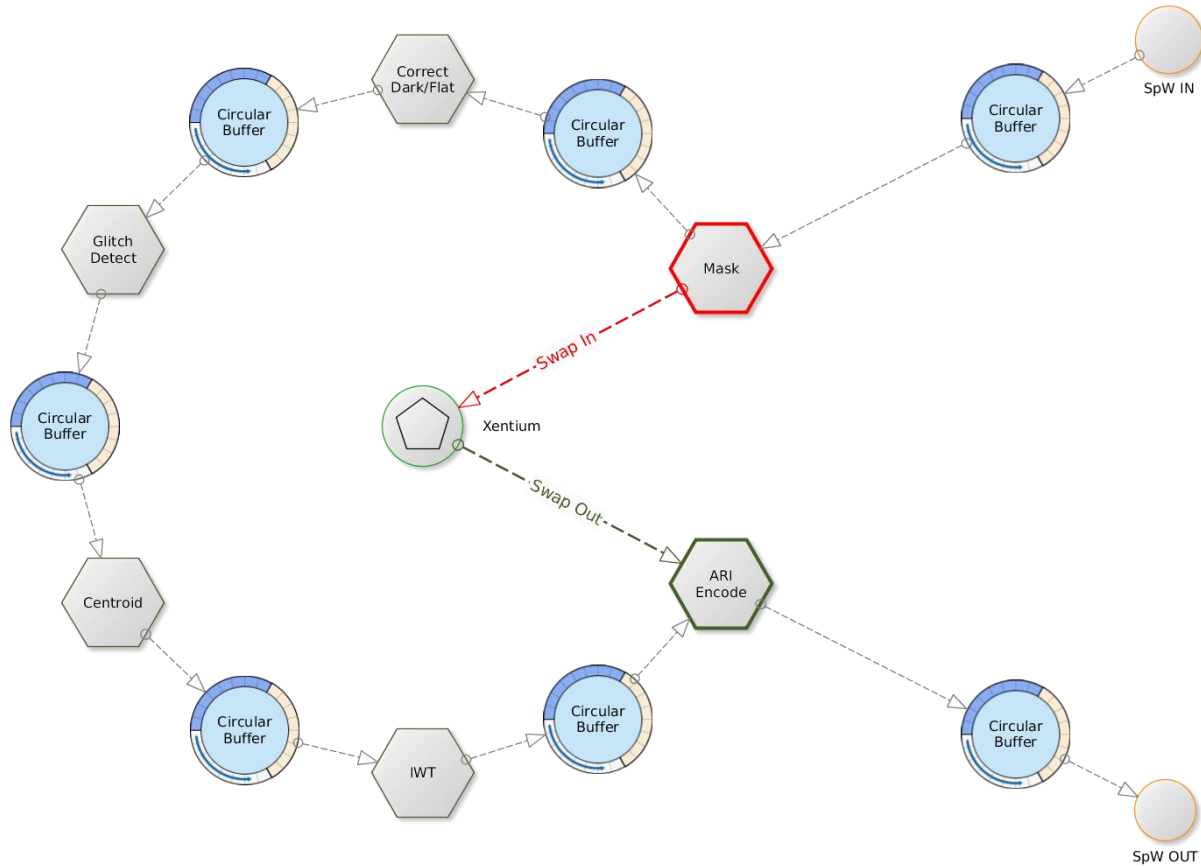 SpW IN
Circular
Buffer
Mask
Circular
Buffer
Correct
Dark/Flat
Circular
Buffer
Glitch
Detect
Circular
Buffer
Centroid
Circular
Buffer
IWT
Circular
Buffer
ARI
Encode
Circular
Buffer
SpW OUT
Swap In
Xentium
Swap Out